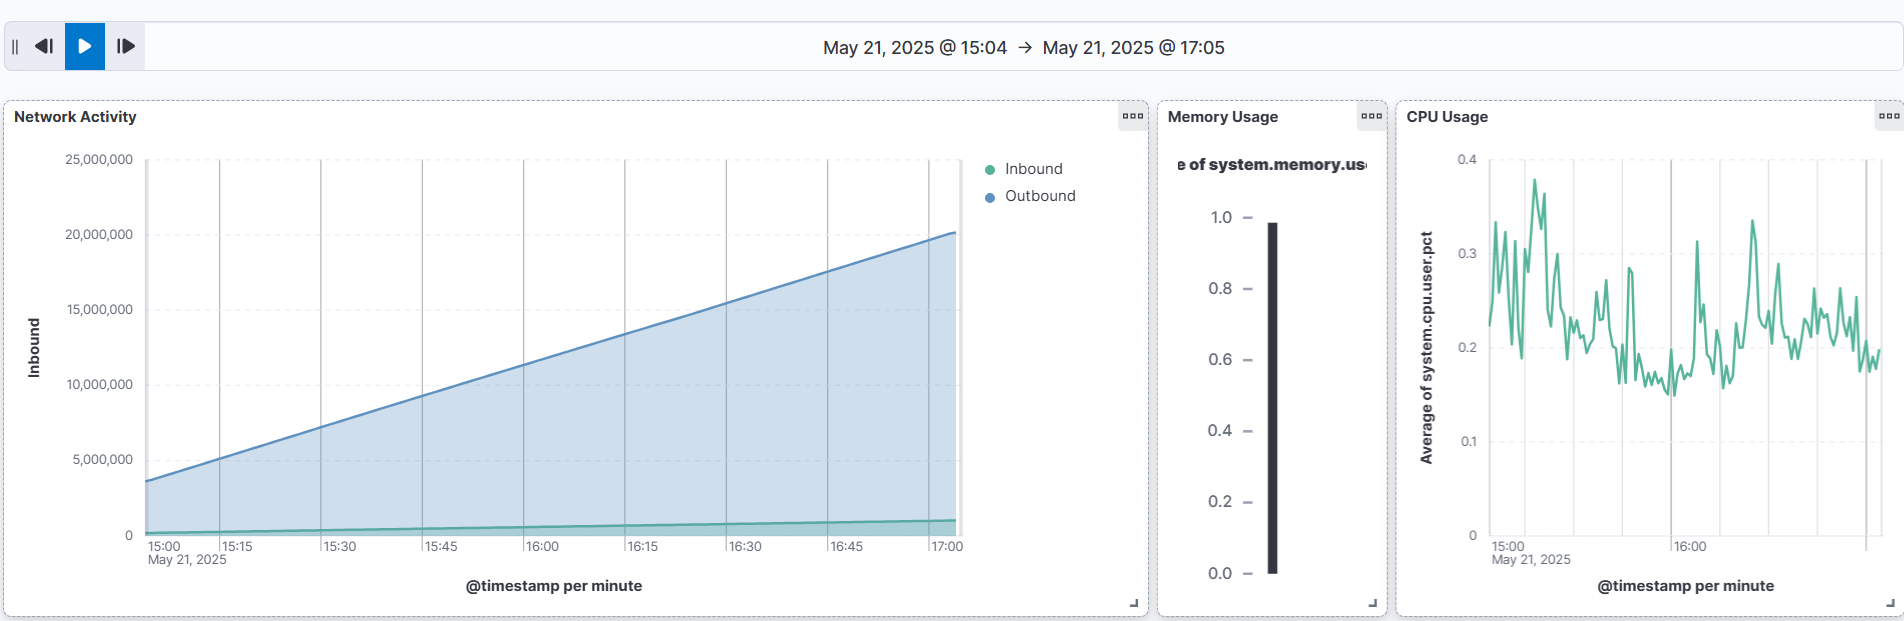 May 21, 2025 @ 15:04 → May 21, 2025 @ 17:05
Network Activity
25,000,000
20,000,000
15,000,000
10,000,000
5,000,000
0
Inbound
15:00
May 21, 2025
15:15
15:30
15:45
16:00
16:15
16:30
16:45
17:00
@timestamp per minute
Inbound
Outbound
Memory Usage
e of system.memory.us
1.0
0.8
0.6
0.4
0.2
0.0
CPU Usage
0.4
0.3
0.2
0.1
0
Average of system.cpu.user.pct
15:00
May 21, 2025
16:00
@timestamp per minute